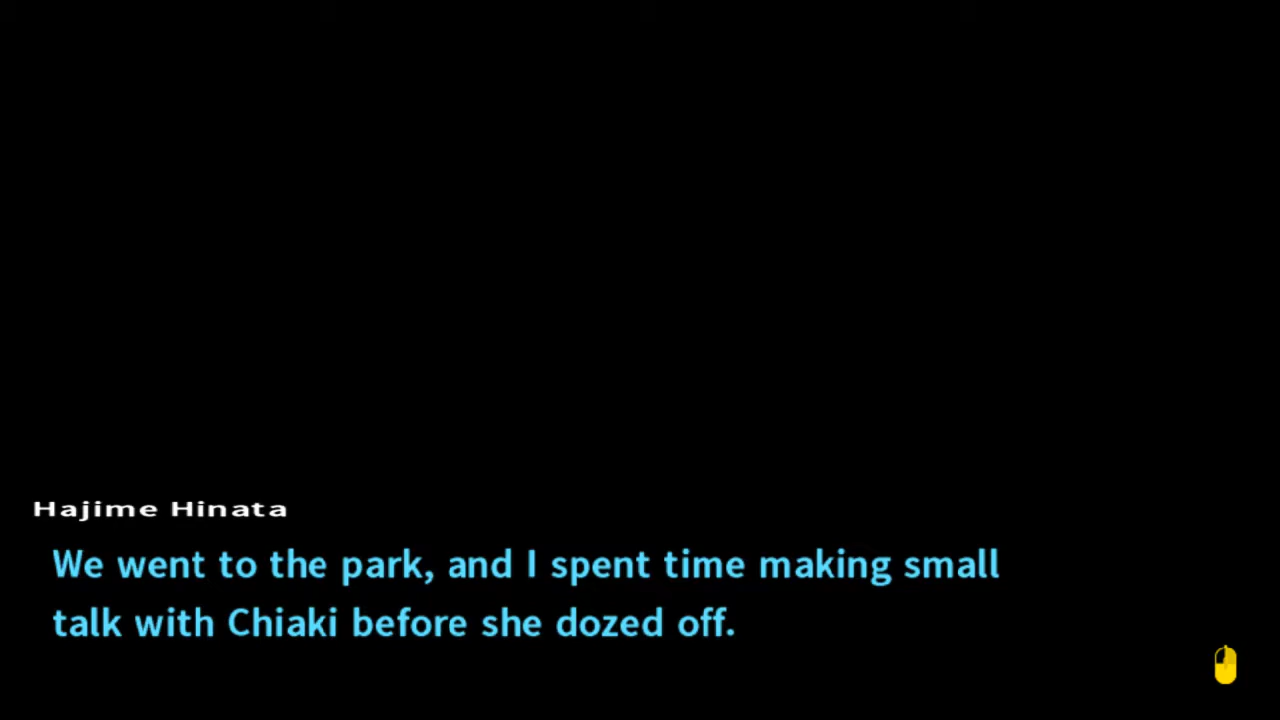 Hajime Hinata
We went to the park, and I spent time making small
talk with Chiaki before she dozed off.